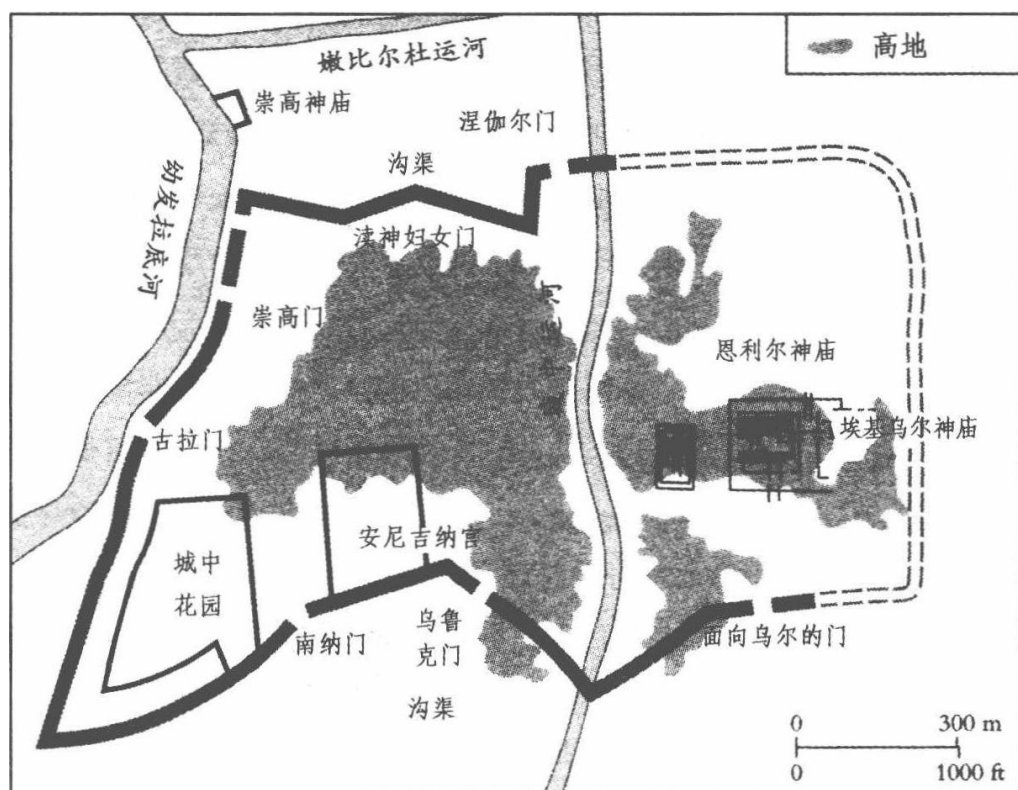 高地
嫩比尔杜运河
崇高神庙
涅伽尔门
沟渠
幼发拉底河
渎神妇女门
崇高门
恩利尔神庙
古拉门
埃基乌尔神庙
安尼吉纳宫
城中
花园
南纳门
乌鲁
克门
面向乌尔的门
沟渠
0 300 m
0 1000 ft